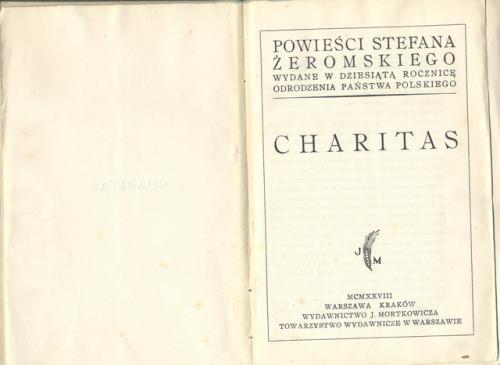 POWIEŚCI STEFANA
ŻEROMSKIEGO
WYDANE W DZIESIĄTĄ ROCZNICĘ
ODRODZENIA PAŃSTWA POLSKIEGO
CHARITAS
J M
MCMXXVIII
WARSZAWA KRAKÓW
WYDAWNICTWO J. MORTKOWICZA
TOWARZYSTWO WYDAWNICZE W WARSZAWIE